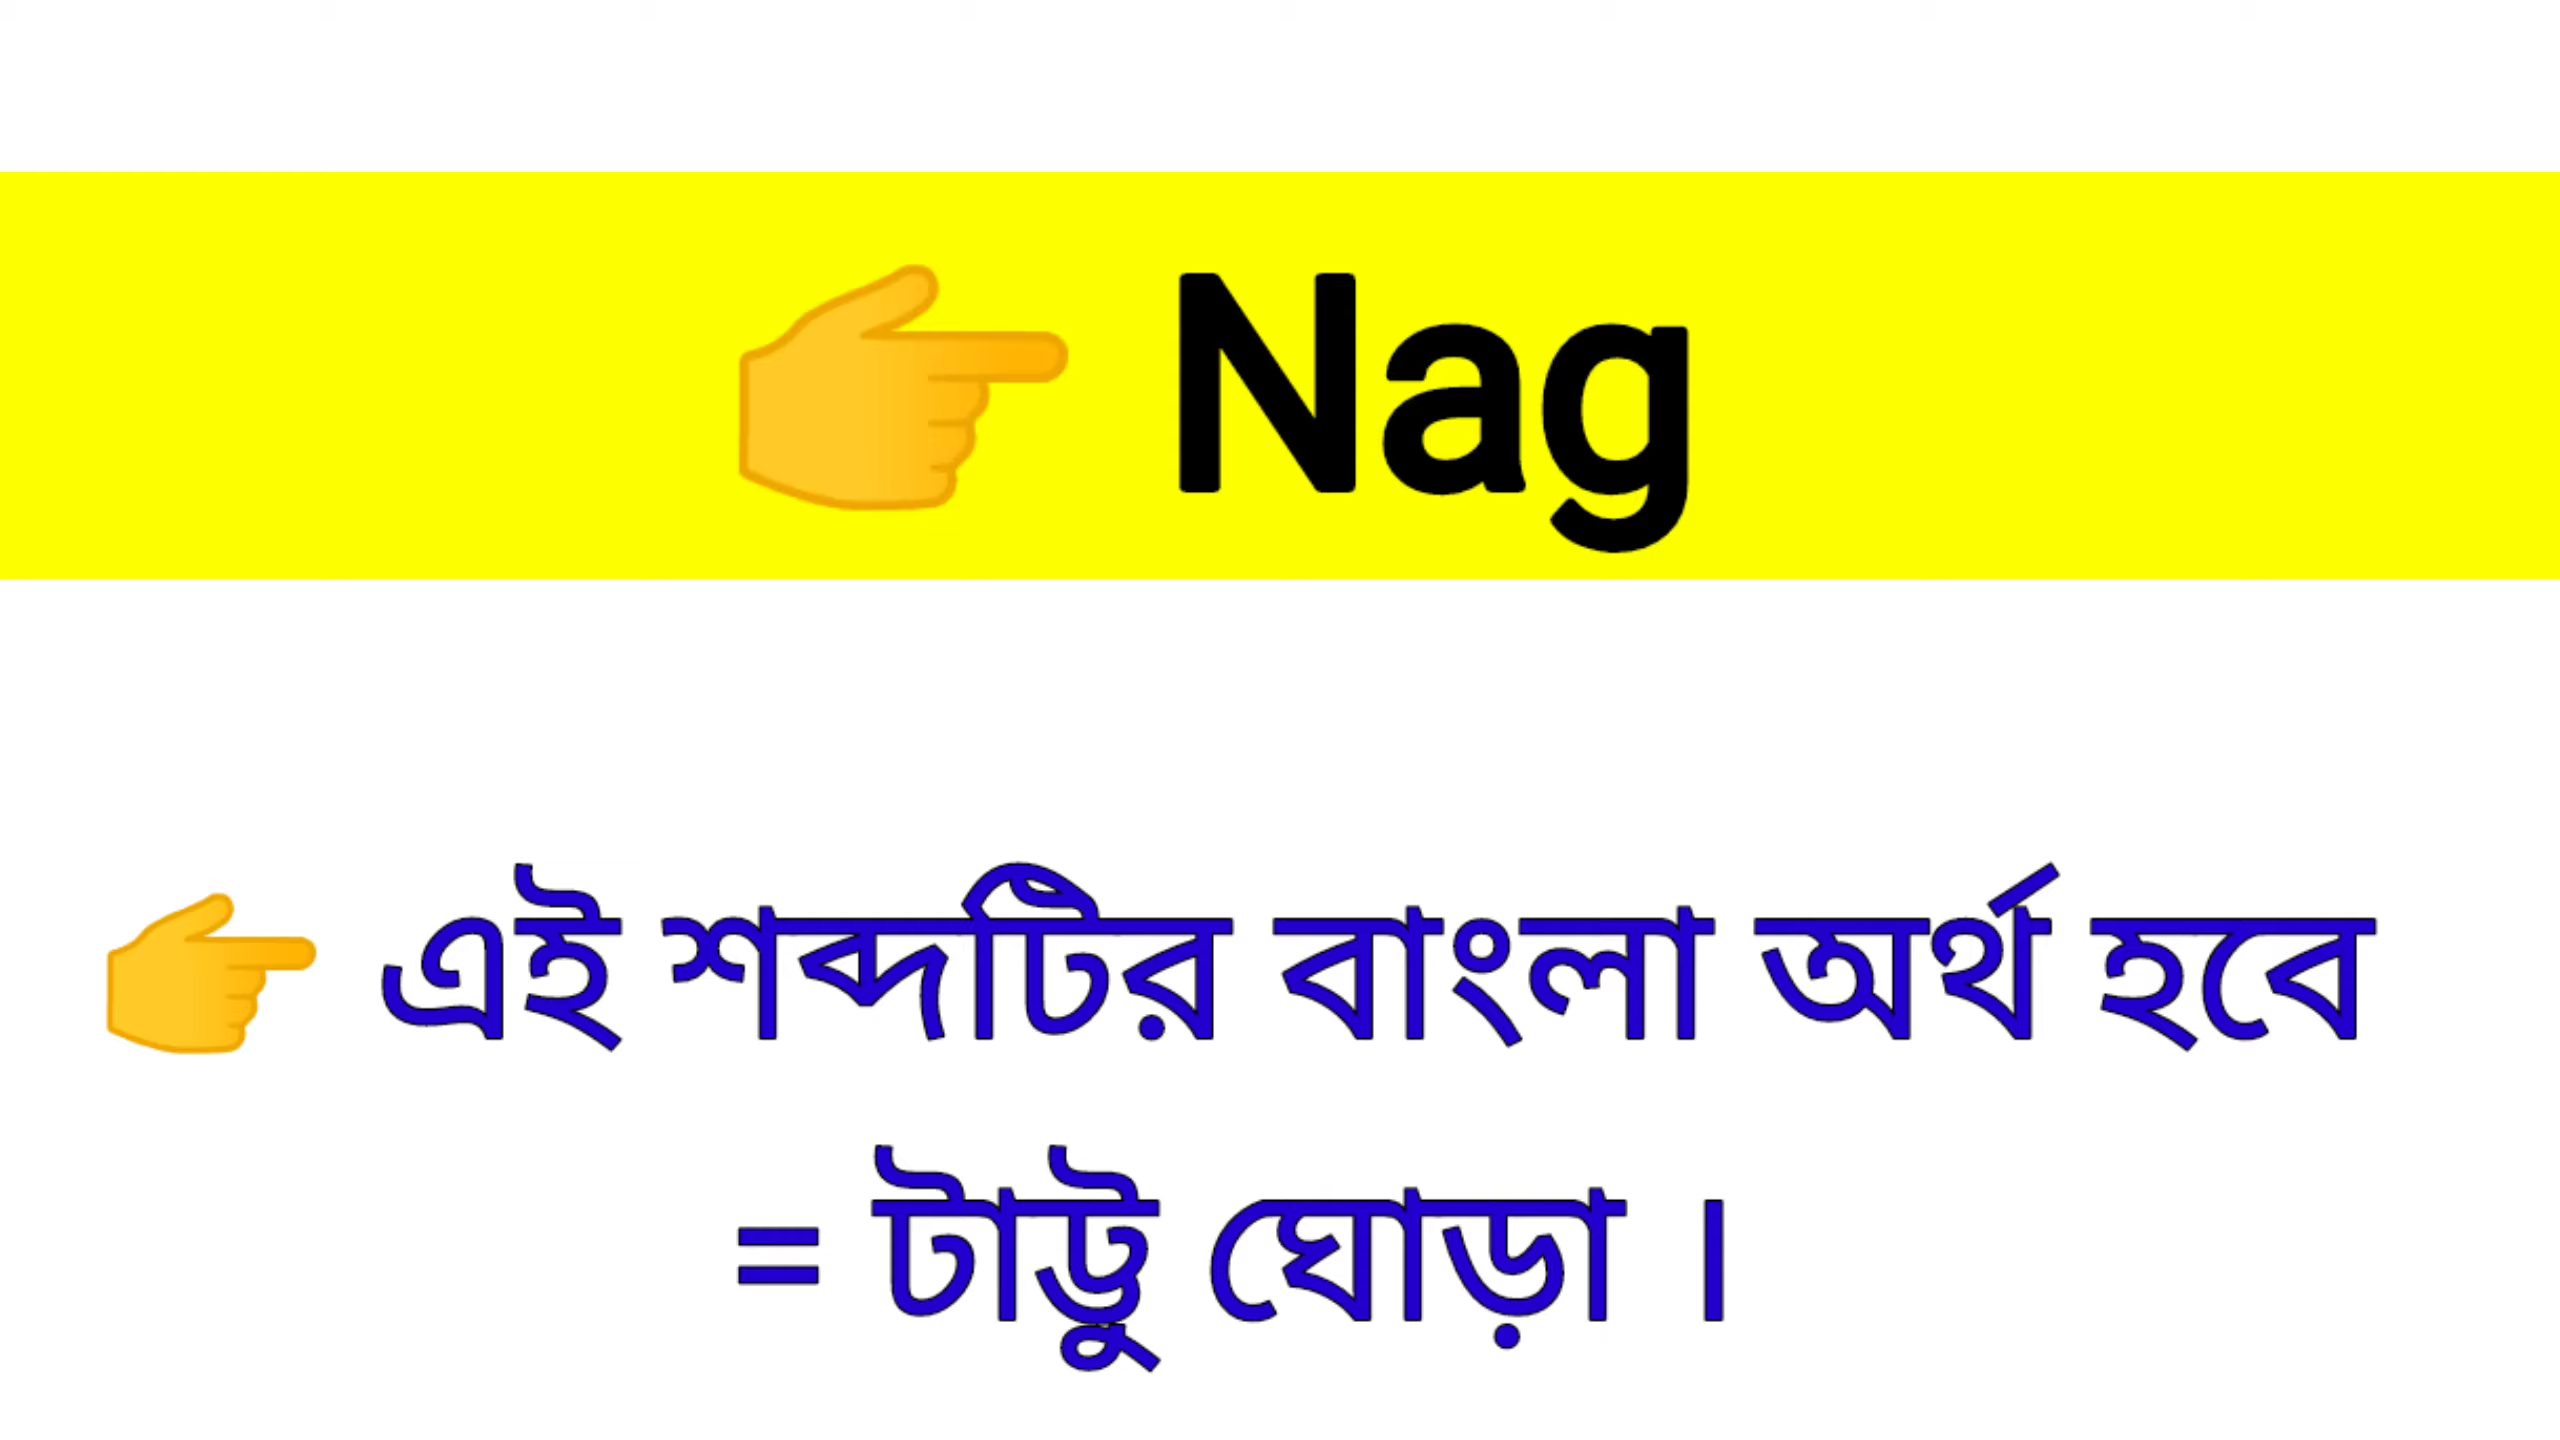 👉 Nag
👉 এই শব্দটির বাংলা অর্থ হবে
= টাট্টু ঘোড়া ।